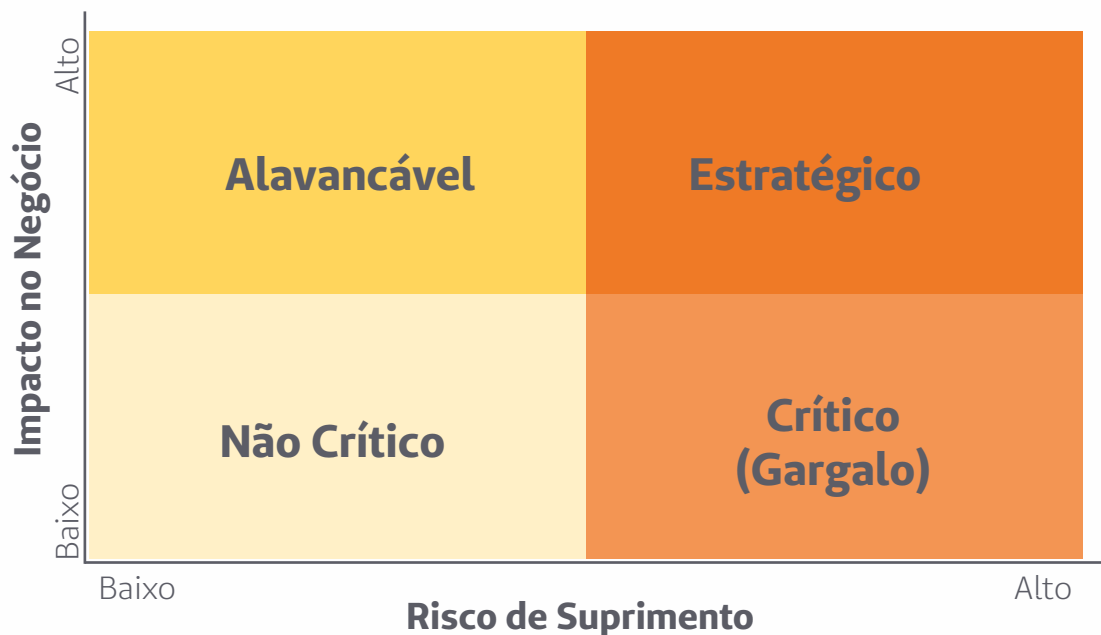 Alto
Impacto no Negócio
Baixo
Alavancável
Estratégico
Não Crítico
Crítico
(Gargalo)
Baixo
Alto
Risco de Suprimento